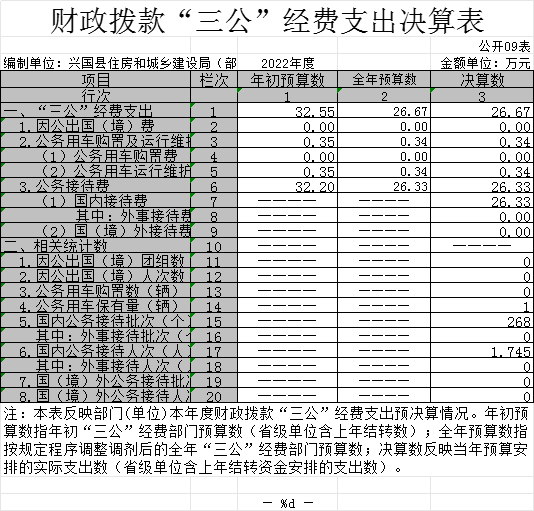 财政拨款“三公”经费支出决算表
公开09表
编制单位：兴国县住房和城乡建设局（部 2022年度 金额单位：万元
项目 栏次 年初预算数 全年预算数 决算数
行次 1 2 3
一、“三公”经费支出 1 32.55 26.67 26.67
1.因公出国（境）费 2 0.00 0.00 0.00
2.公务用车购置及运行维护 3 0.35 0.34 0.34
（1）公务用车购置费 4 0.00 0.00 0.00
（2）公务用车运行维护 5 0.35 0.34 0.34
3.公务接待费 6 32.20 26.33 26.33
（1）国内接待费 7 ———— ———— 26.33
其中：外事接待费 8 ———— ———— 0.00
（2）国（境）外接待费 9 ———— ———— 0.00
二、相关统计数 10 ———— ———— ————
1.因公出国（境）团组数 11 ———— ———— 0
2.因公出国（境）人次数 12 ———— ———— 0
3.公务用车购置数（辆） 13 ———— ———— 0
4.公务用车保有量（辆） 14 ———— ———— 1
5.国内公务接待批次（个 15 ———— ———— 268
其中：外事接待批次（ 16 ———— ———— 0
6.国内公务接待人次（人 17 ———— ———— 1,745
其中：外事接待人次（ 18 ———— ———— 0
7.国（境）外公务接待批 19 ———— ———— 0
8.国（境）外公务接待人 20 ———— ———— 0
注：本表反映部门(单位)本年度财政拨款“三公”经费支出预决算情况。年初预
算数指年初“三公”经费部门预算数（省级单位含上年结转数）；全年预算数指
按规定程序调整调剂后的全年“三公”经费部门预算数；决算数反映当年预算安
排的实际支出数（省级单位含上年结转资金安排的支出数）。
— %d —